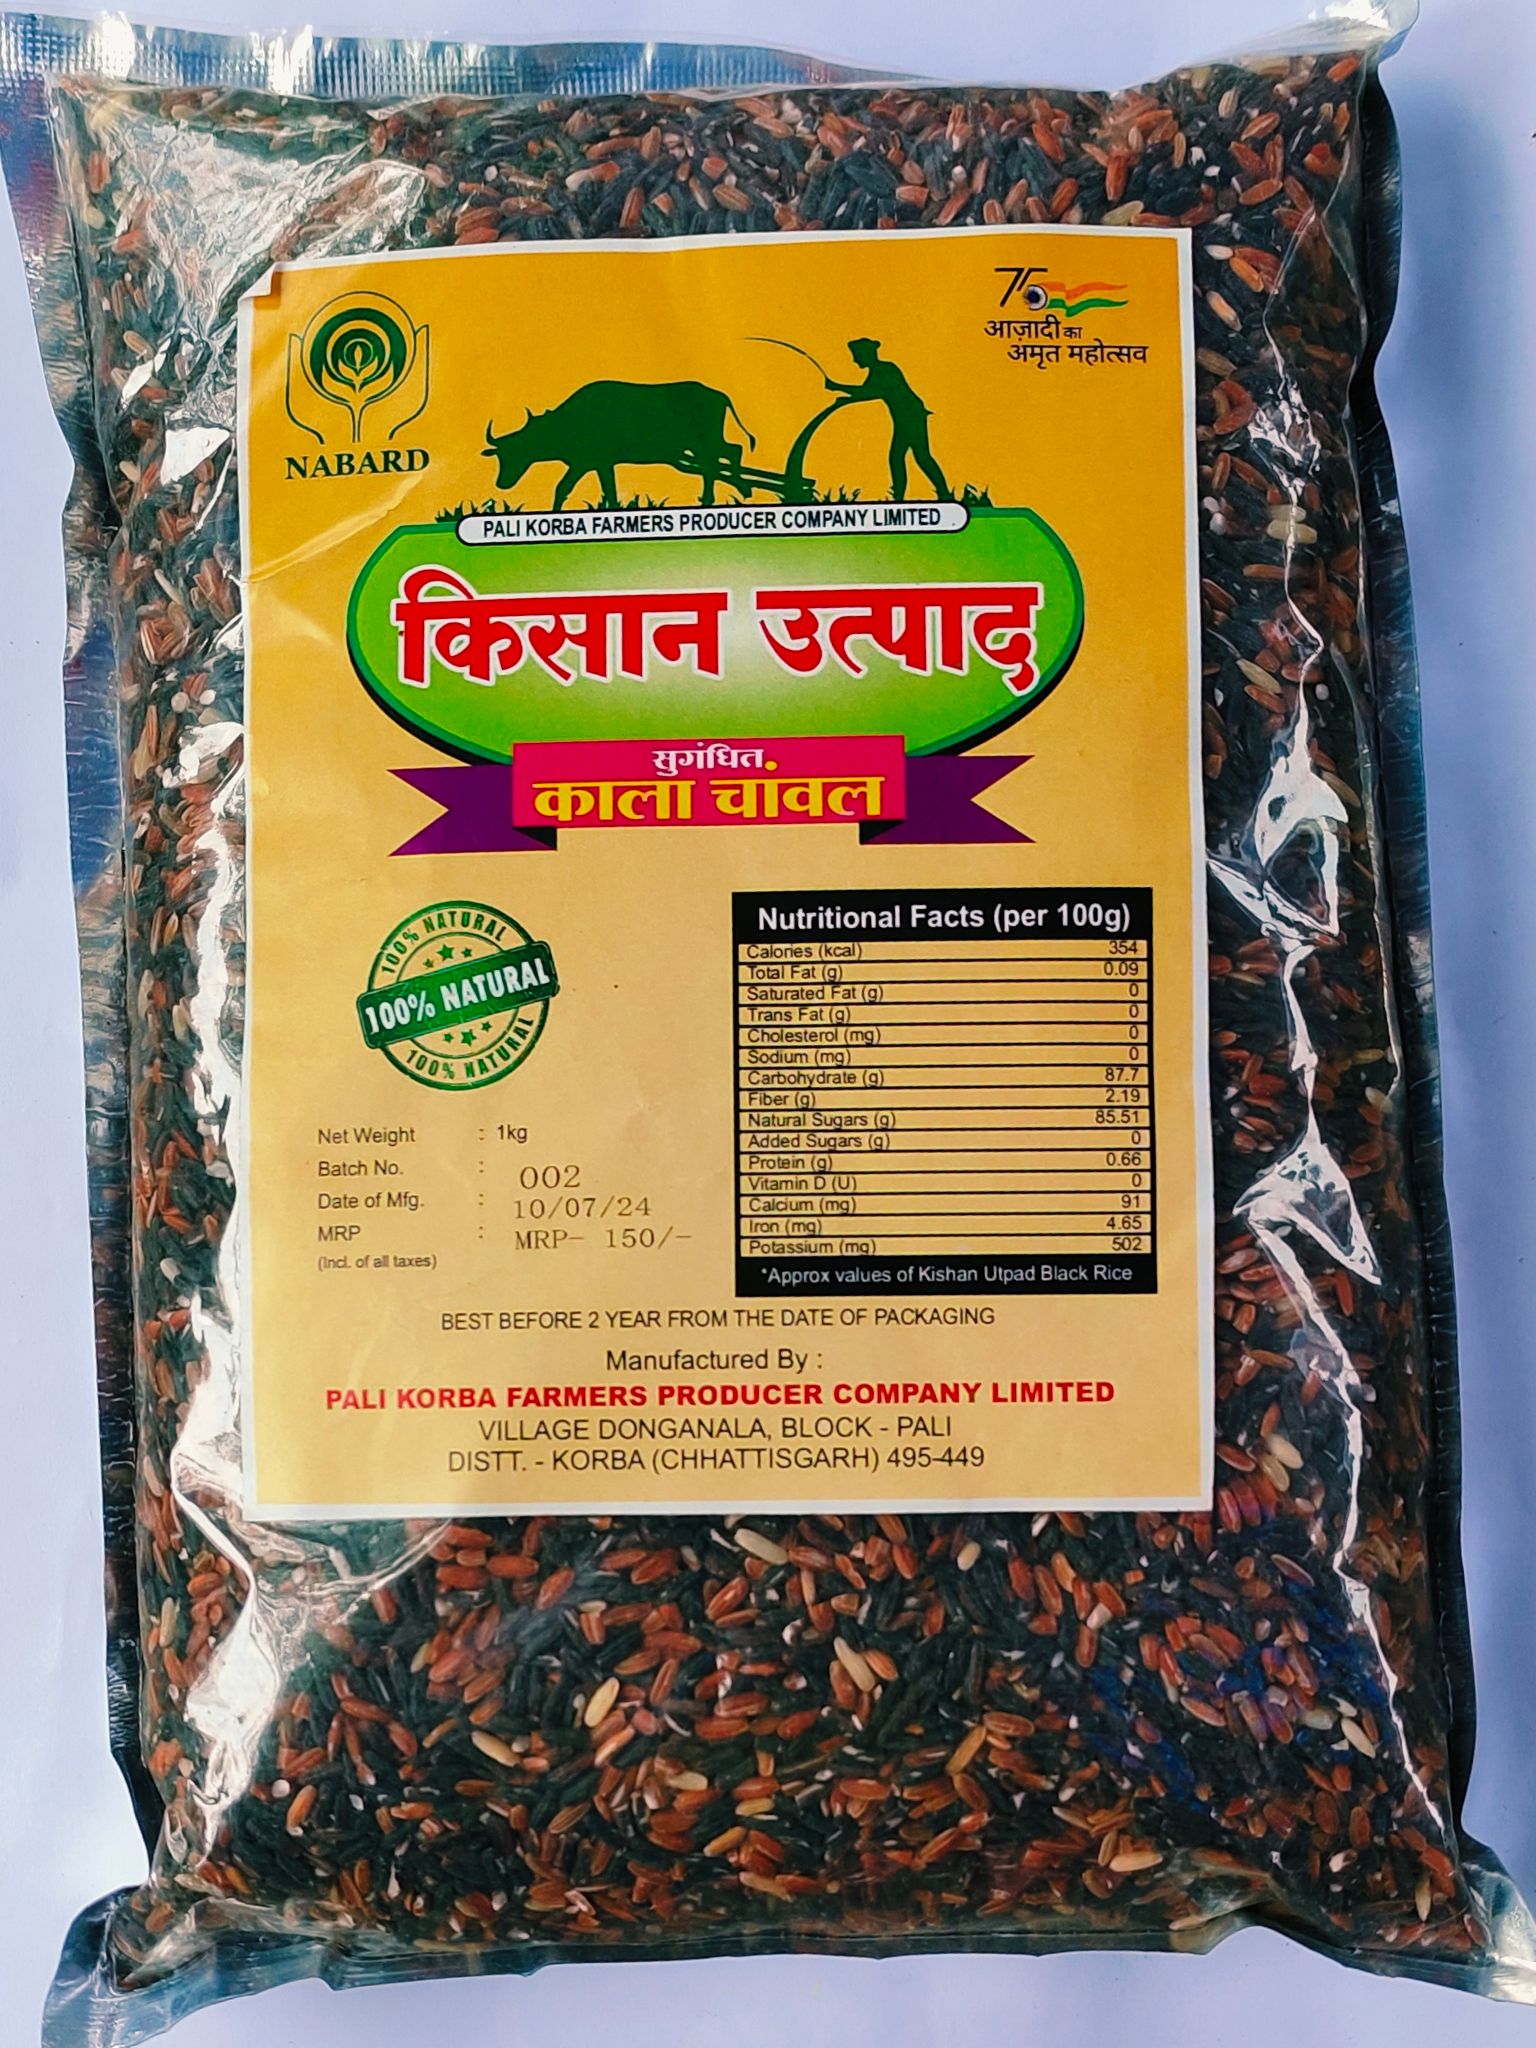 NABARD
75
आज़ादी का
अमृत महोत्सव
PALI KORBA FARMERS PRODUCER COMPANY LIMITED
किसान उत्पाद
सुगंधित
काला चांवल
100% NATURAL
100% NATURAL
100% NATURAL
Net Weight : 1kg
Batch No. : 002
Date of Mfg. : 10/07/24
MRP : MRP- 150/-
(Incl. of all taxes)
Nutritional Facts (per 100g)
Calories (kcal) 354
Total Fat (g) 0.09
Saturated Fat (g) 0
Trans Fat (g) 0
Cholesterol (mg) 0
Sodium (mg) 0
Carbohydrate (g) 87.7
Fiber (g) 2.19
Natural Sugars (g) 85.51
Added Sugars (g) 0
Protein (g) 0.66
Vitamin D (U) 0
Calcium (mg) 91
Iron (mg) 4.65
Potassium (mg) 502
*Approx values of Kishan Utpad Black Rice
BEST BEFORE 2 YEAR FROM THE DATE OF PACKAGING
Manufactured By :
PALI KORBA FARMERS PRODUCER COMPANY LIMITED
VILLAGE DONGANALA, BLOCK - PALI
DISTT. - KORBA (CHHATTISGARH) 495-449